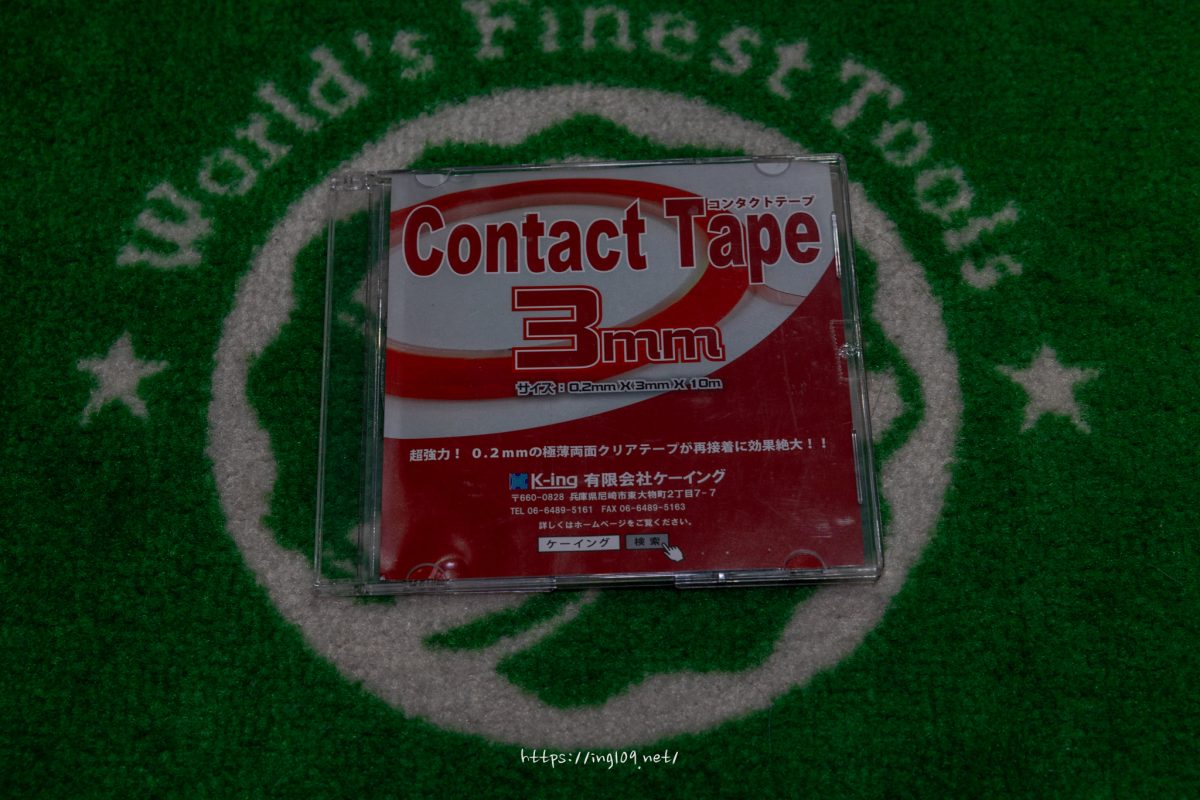 World's Finest Tools
コンタクトテープ
Contact Tape
3mm
サイズ：0.2mm X 3mm X 10m
超強力！ 0.2mmの極薄両面クリアテープが再接着に効果絶大！！
K-ing 有限会社ケーイング
〒660-0828 兵庫県尼崎市東大物町2丁目7-7
TEL 06-6489-5161 FAX 06-6489-5163
詳しくはホームページをご覧ください。
ケーイング 検索
https://ing109.net/